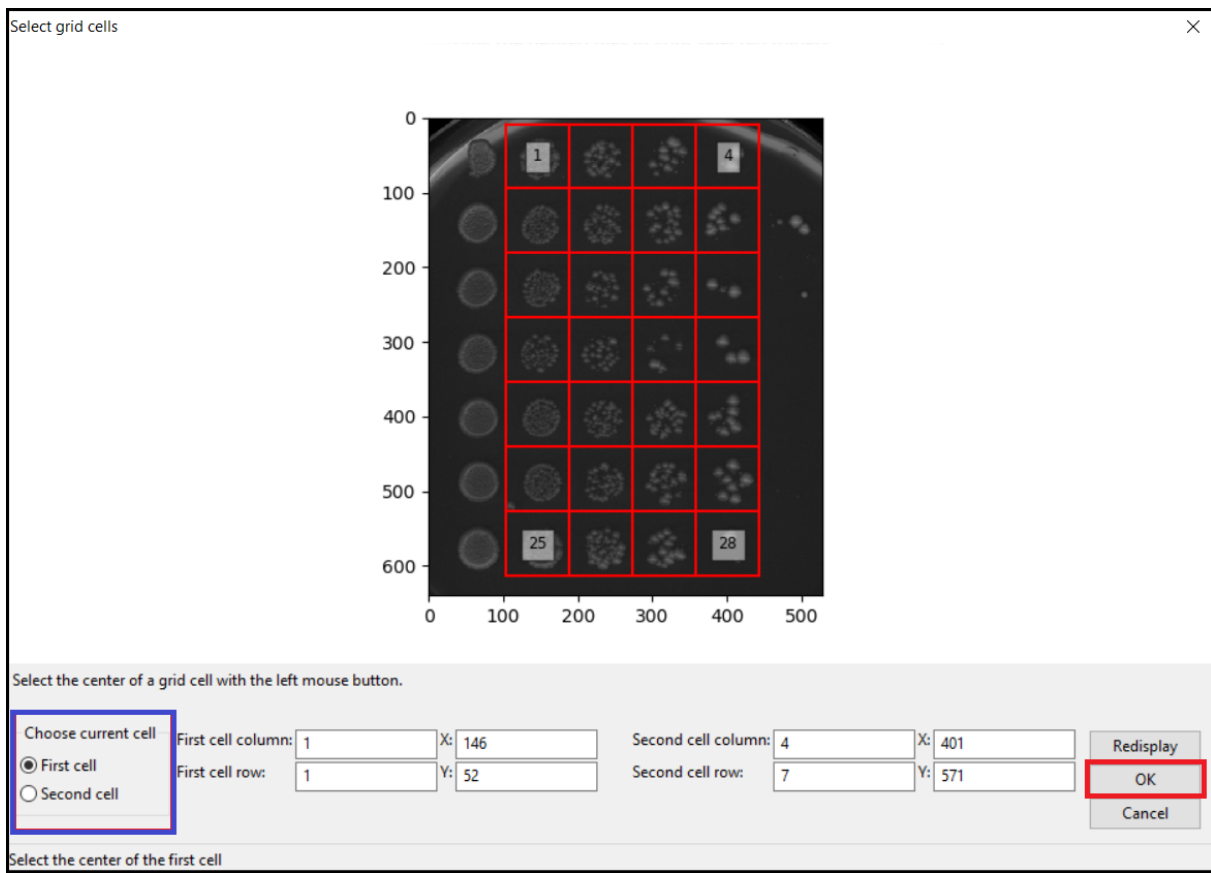 Select grid cells
0
100
200
300
400
500
600
1
4
25
28
0 100 200 300 400 500
Select the center of a grid cell with the left mouse button.
Choose current cell
First cell
Second cell
First cell column: 1 X: 146
First cell row: 1 Y: 52
Second cell column: 4 X: 401
Second cell row: 7 Y: 571
Redisplay
OK
Cancel
Select the center of the first cell